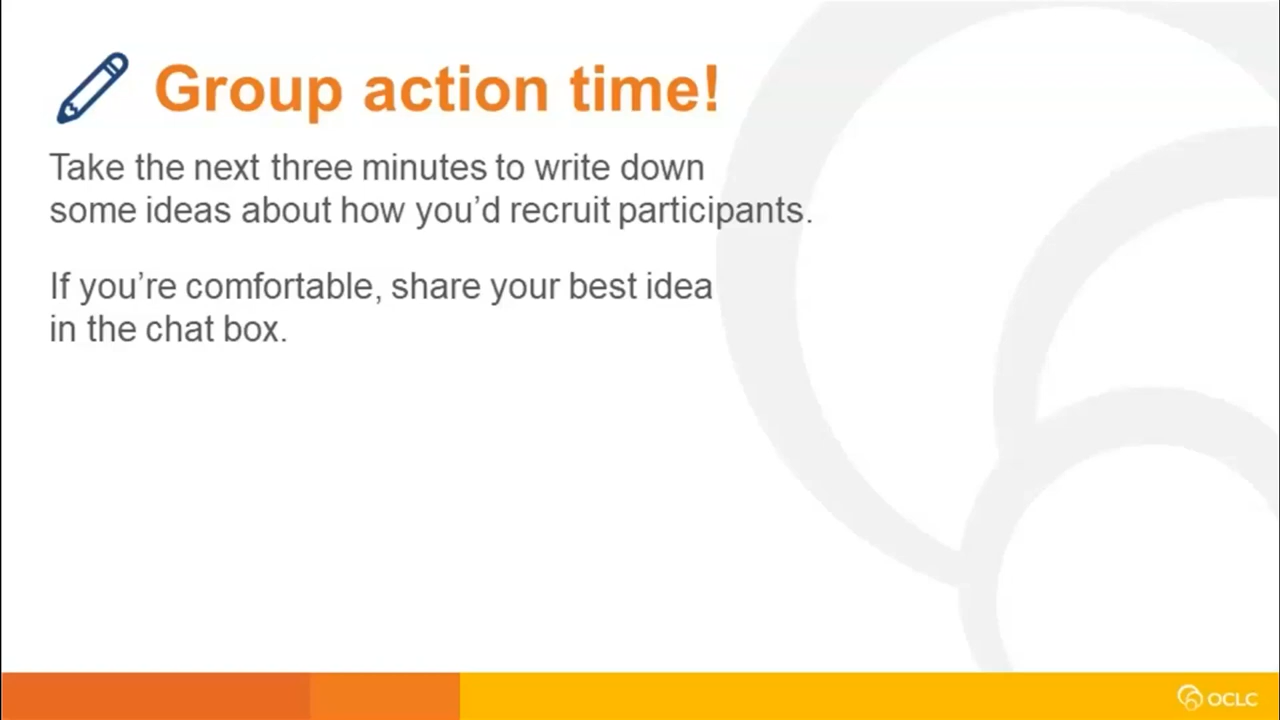 Group action time!
Take the next three minutes to write down
some ideas about how you’d recruit participants.
If you’re comfortable, share your best idea
in the chat box.
OCLC